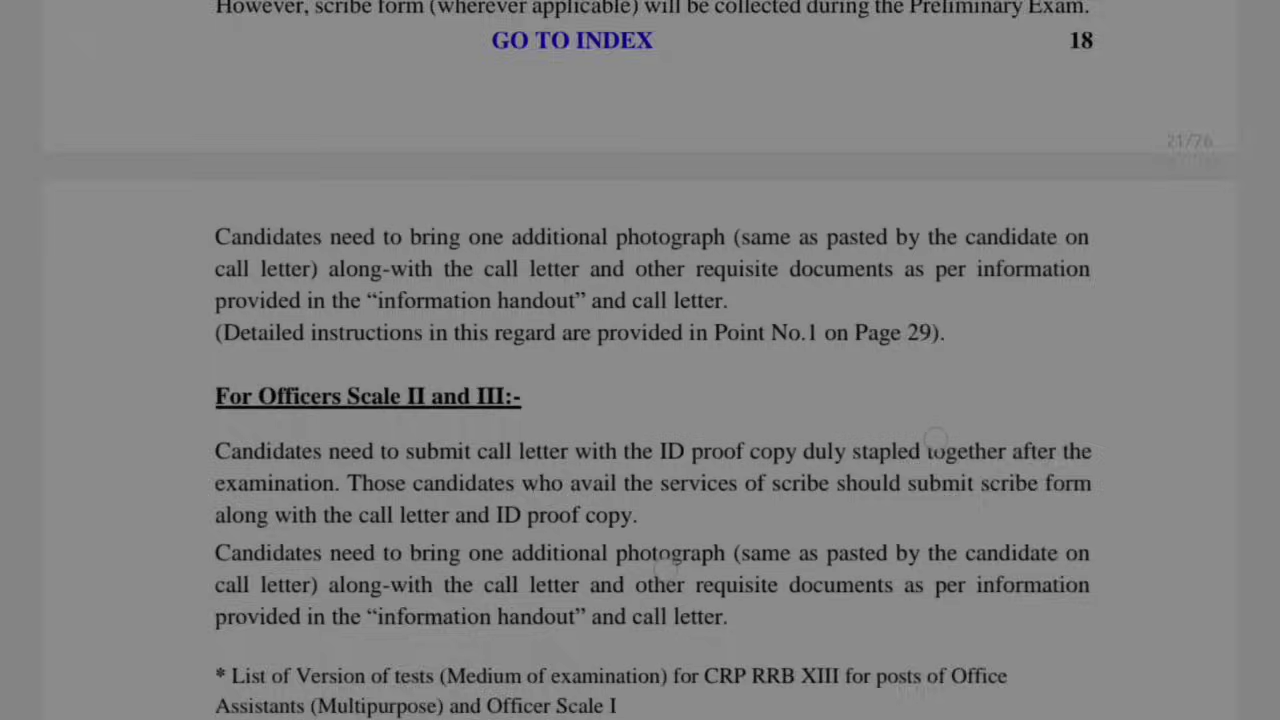 However, scribe form (wherever applicable) will be collected during the Preliminary Exam.
GO TO INDEX
18
21/76
Candidates need to bring one additional photograph (same as pasted by the candidate on
call letter) along-with the call letter and other requisite documents as per information
provided in the “information handout” and call letter.
(Detailed instructions in this regard are provided in Point No.1 on Page 29).
For Officers Scale II and III:-
Candidates need to submit call letter with the ID proof copy duly stapled together after the
examination. Those candidates who avail the services of scribe should submit scribe form
along with the call letter and ID proof copy.
Candidates need to bring one additional photograph (same as pasted by the candidate on
call letter) along-with the call letter and other requisite documents as per information
provided in the “information handout” and call letter.
* List of Version of tests (Medium of examination) for CRP RRB XIII for posts of Office
Assistants (Multipurpose) and Officer Scale I